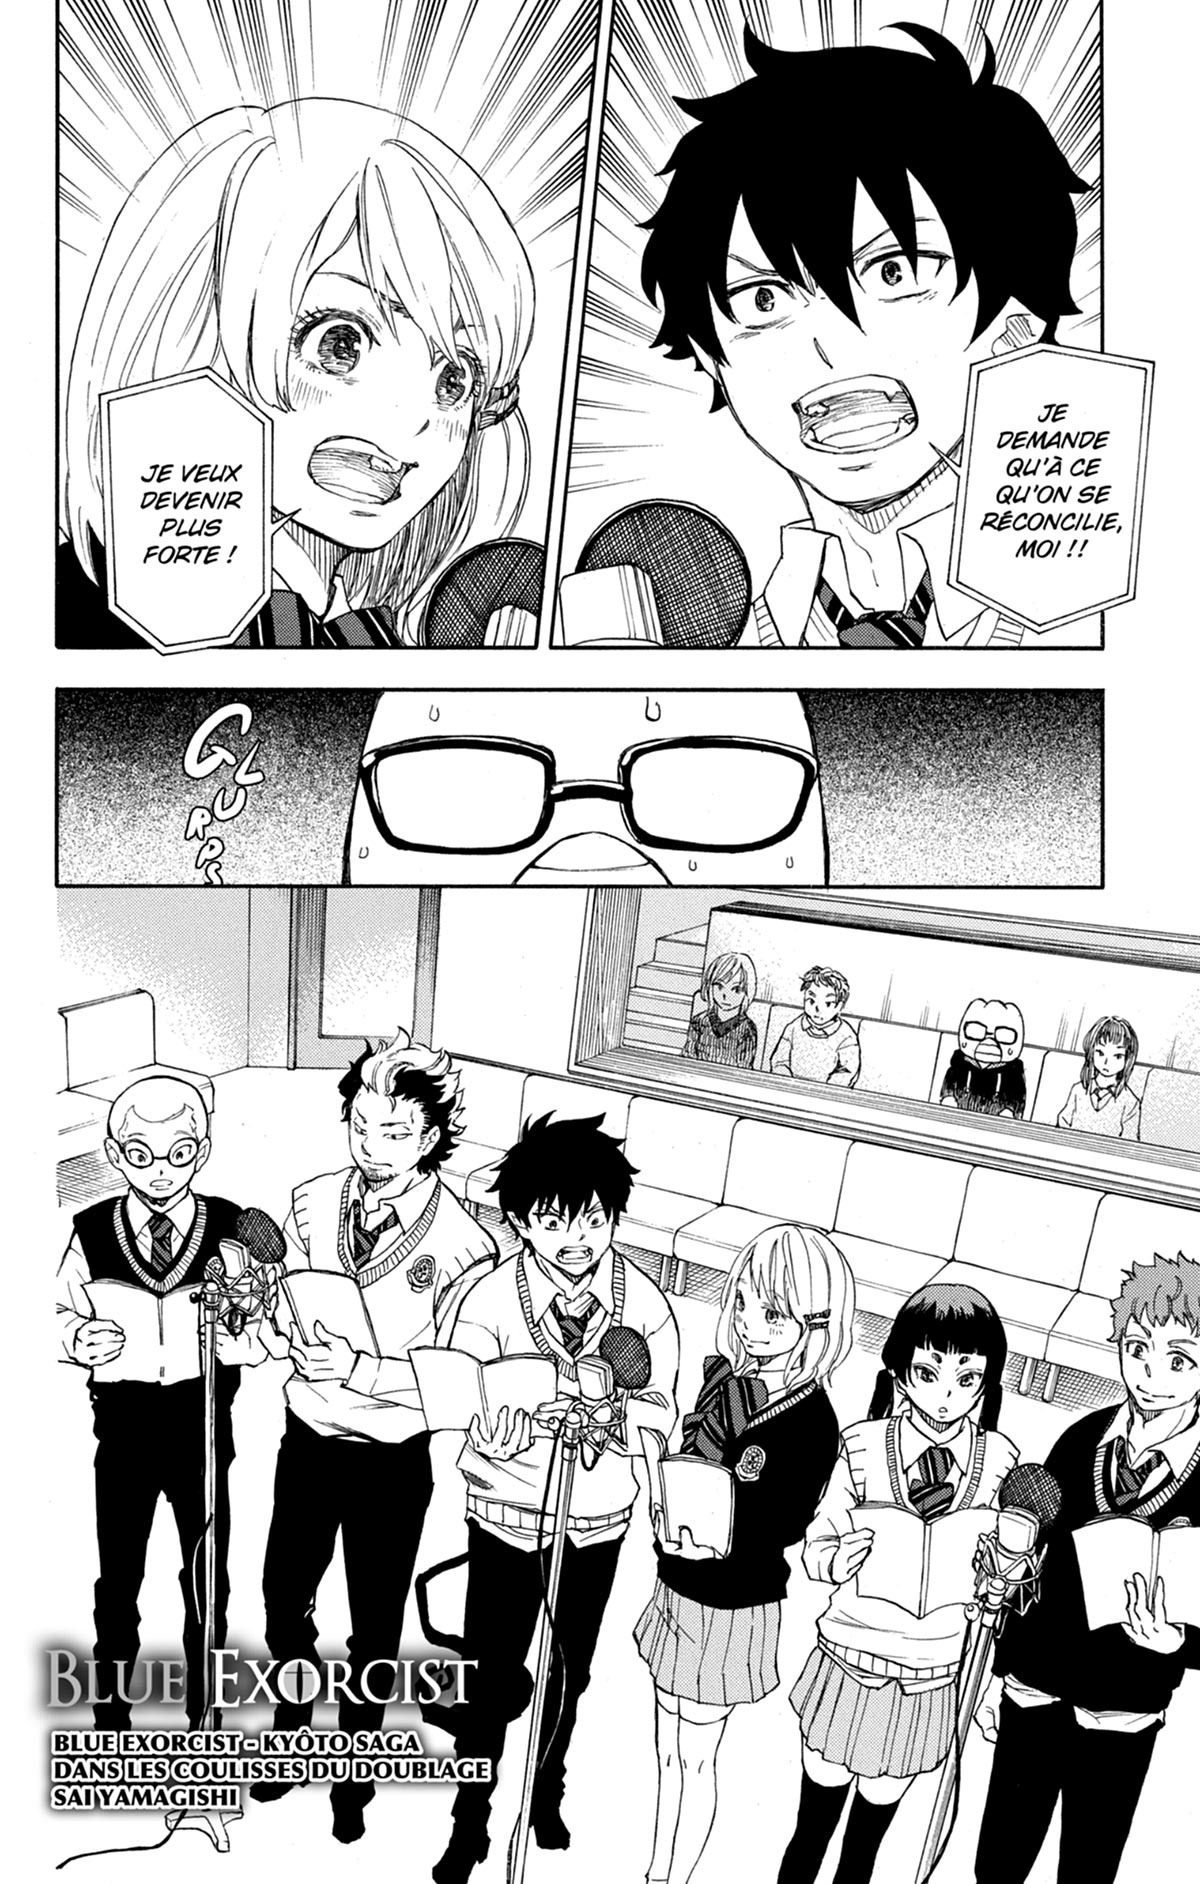 JE
DEMANDE
QU'À CE
QU'ON SE
RÉCONCILIE,
MOI !!
JE VEUX
DEVENIR
PLUS
FORTE !
GLURPS
BLUE EXORCIST
BLUE EXORCIST - KYÔTO SAGA
DANS LES COULISSES DU DOUBLAGE
SAI YAMAGISHI